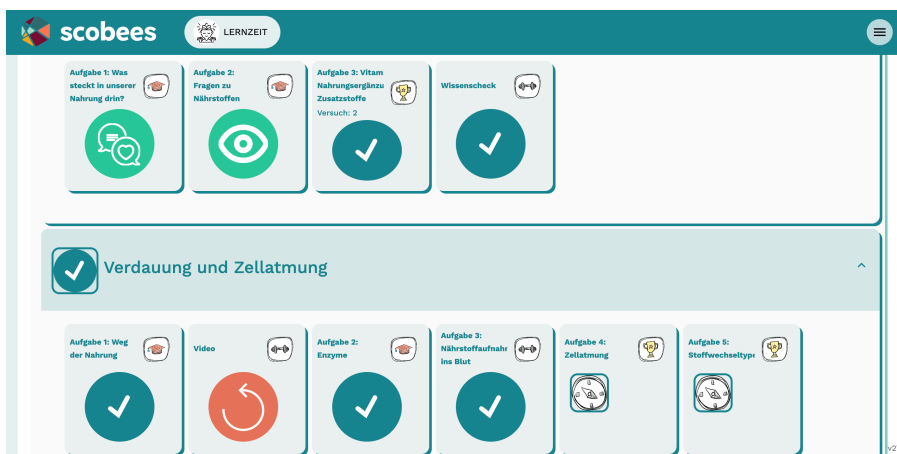 scobees
LERNZEIT
Aufgabe 1: Was
steckt in unserer
Nahrung drin?
Aufgabe 2:
Fragen zu
Nährstoffen
Aufgabe 3: Vitam
Nahrungsergänzu
Zusatzstoffe
Versuch: 2
Wissenscheck
Verdauung und Zellatmung
Aufgabe 1: Weg
der Nahrung
Video
Aufgabe 2:
Enzyme
Aufgabe 3:
Nährstoffaufnahr
ins Blut
Aufgabe 4:
Zellatmung
Aufgabe 5:
Stoffwechseltype
v2